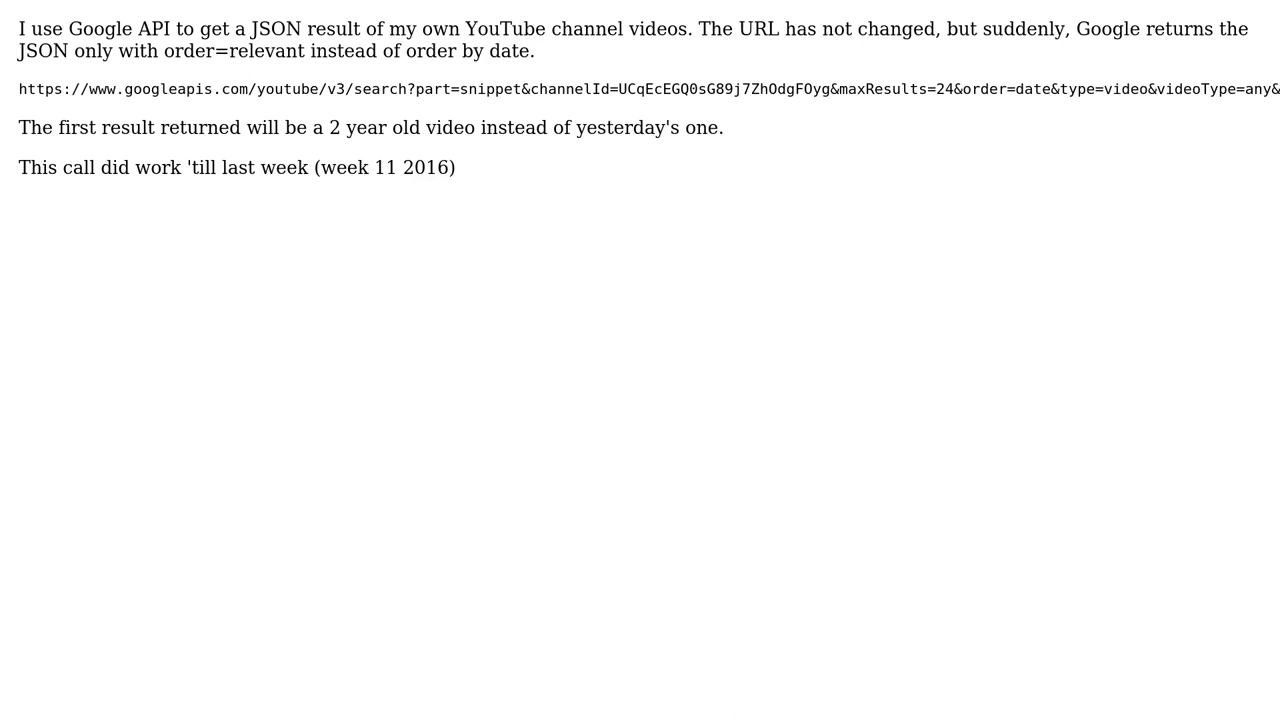 I use Google API to get a JSON result of my own YouTube channel videos. The URL has not changed, but suddenly, Google returns the
JSON only with order=relevant instead of order by date.
https://www.googleapis.com/youtube/v3/search?part=snippet&channelId=UCqEcEGQ0sG89j7ZhOdgFOyg&maxResults=24&order=date&type=video&videoType=any&
The first result returned will be a 2 year old video instead of yesterday's one.
This call did work 'till last week (week 11 2016)